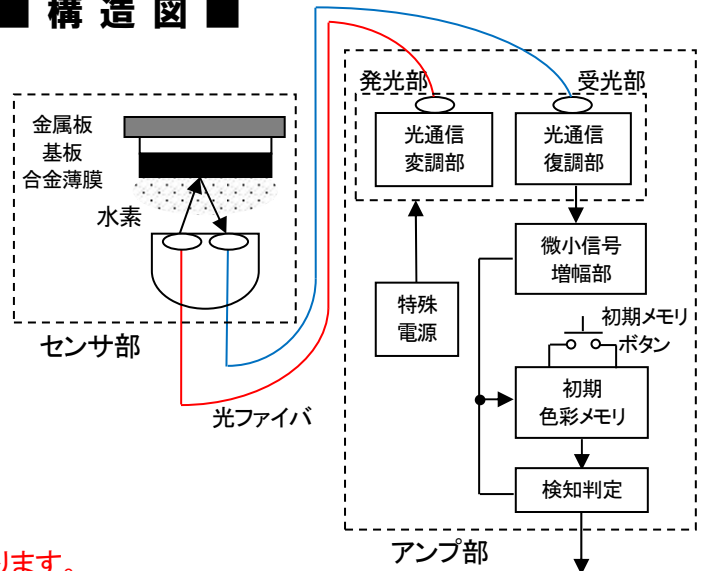 ■ 構 造 図 ■
発光部
受光部
金属板
基板
合金薄膜
水素
センサ部
光ファイバ
光通信
変調部
光通信
復調部
微小信号
増幅部
特殊
電源
初期メモリ
ボタン
初期
色彩メモリ
検知判定
アンプ部
ります。